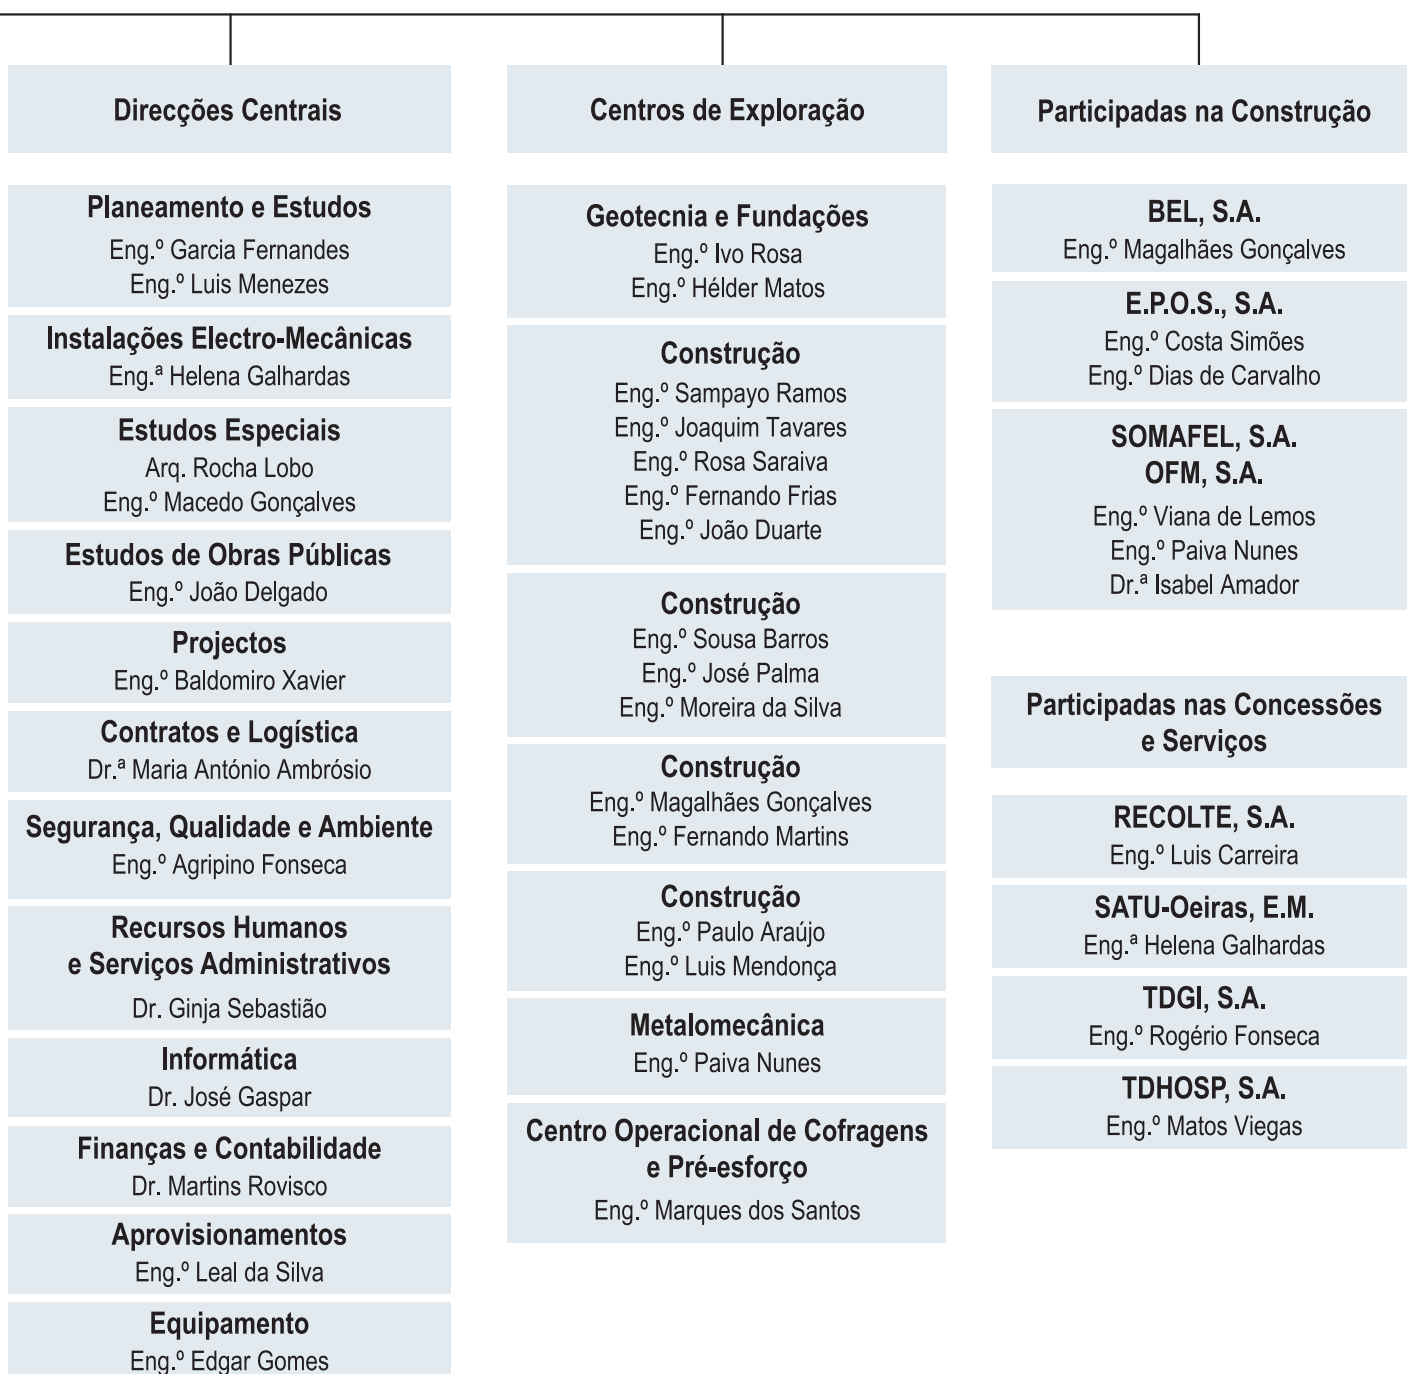 Direcções Centrais
Planeamento e Estudos
Eng.º Garcia Fernandes
Eng.º Luis Menezes
Instalações Electro-Mecânicas
Eng.ª Helena Galhardas
Estudos Especiais
Arq. Rocha Lobo
Eng.º Macedo Gonçalves
Estudos de Obras Públicas
Eng.º João Delgado
Projectos
Eng.º Baldomiro Xavier
Contratos e Logística
Dr.ª Maria António Ambrósio
Segurança, Qualidade e Ambiente
Eng.º Agripino Fonseca
Recursos Humanos
e Serviços Administrativos
Dr. Ginja Sebastião
Informática
Dr. José Gaspar
Finanças e Contabilidade
Dr. Martins Rovisco
Aprovisionamentos
Eng.º Leal da Silva
Equipamento
Eng.º Edgar Gomes
Centros de Exploração
Geotecnia e Fundações
Eng.º Ivo Rosa
Eng.º Hélder Matos
Construção
Eng.º Sampayo Ramos
Eng.º Joaquim Tavares
Eng.º Rosa Saraiva
Eng.º Fernando Frias
Eng.º João Duarte
Construção
Eng.º Sousa Barros
Eng.º José Palma
Eng.º Moreira da Silva
Construção
Eng.º Magalhães Gonçalves
Eng.º Fernando Martins
Construção
Eng.º Paulo Araújo
Eng.º Luis Mendonça
Metalomecânica
Eng.º Paiva Nunes
Centro Operacional de Cofragens
e Pré-esforço
Eng.º Marques dos Santos
Participadas na Construção
BEL, S.A.
Eng.º Magalhães Gonçalves
E.P.O.S., S.A.
Eng.º Costa Simões
Eng.º Dias de Carvalho
SOMAFEL, S.A.
OFM, S.A.
Eng.º Viana de Lemos
Eng.º Paiva Nunes
Dr.ª Isabel Amador
Participadas nas Concessões
e Serviços
RECOLTE, S.A.
Eng.º Luis Carreira
SATU-Oeiras, E.M.
Eng.ª Helena Galhardas
TDGI, S.A.
Eng.º Rogério Fonseca
TDHOSP, S.A.
Eng.º Matos Viegas